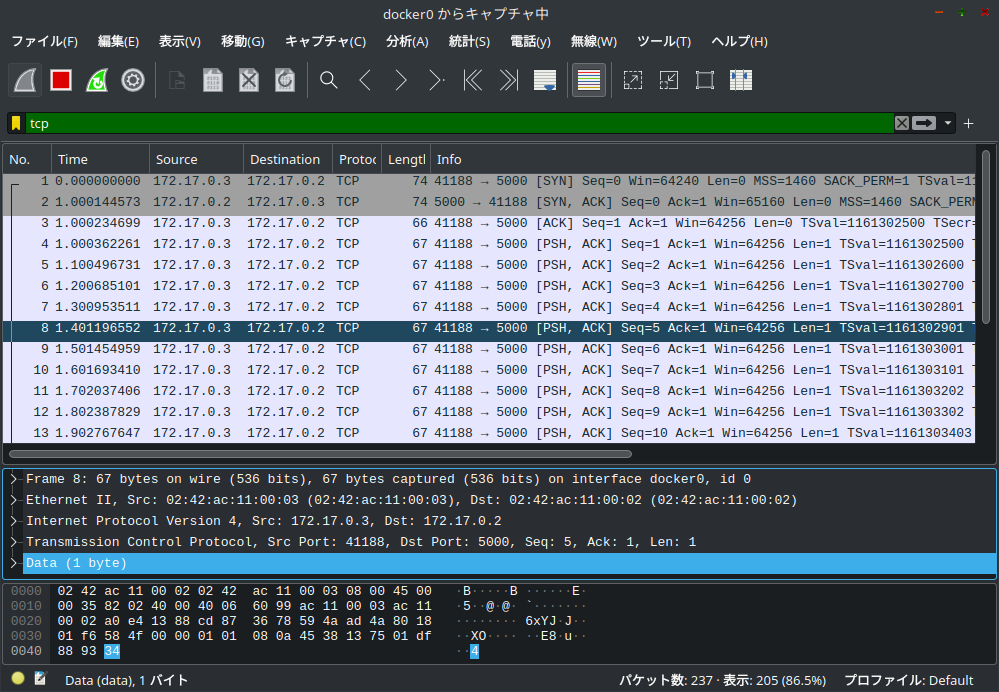 docker0 からキャプチャ中
ファイル(F) 編集(E) 表示(V) 移動(G) キャプチャ(C) 分析(A) 統計(S) 電話(y) 無線(W) ツール(T) ヘルプ(H)
tcp
No. Time Source Destination Protoc Length Info
1 0.000000000 172.17.0.3 172.17.0.2 TCP 74 41188 → 5000 [SYN] Seq=0 Win=64240 Len=0 MSS=1460 SACK_PERM=1 TSval=11
2 1.000144573 172.17.0.2 172.17.0.3 TCP 74 5000 → 41188 [SYN, ACK] Seq=0 Ack=1 Win=65160 Len=0 MSS=1460 SACK_PERM
3 1.000234699 172.17.0.3 172.17.0.2 TCP 66 41188 → 5000 [ACK] Seq=1 Ack=1 Win=64256 Len=0 TSval=1161302500 TSecr=
4 1.000362261 172.17.0.3 172.17.0.2 TCP 67 41188 → 5000 [PSH, ACK] Seq=1 Ack=1 Win=64256 Len=1 TSval=1161302500 T
5 1.100496731 172.17.0.3 172.17.0.2 TCP 67 41188 → 5000 [PSH, ACK] Seq=2 Ack=1 Win=64256 Len=1 TSval=1161302600 T
6 1.200685101 172.17.0.3 172.17.0.2 TCP 67 41188 → 5000 [PSH, ACK] Seq=3 Ack=1 Win=64256 Len=1 TSval=1161302700 T
7 1.300953511 172.17.0.3 172.17.0.2 TCP 67 41188 → 5000 [PSH, ACK] Seq=4 Ack=1 Win=64256 Len=1 TSval=1161302801 T
8 1.401196552 172.17.0.3 172.17.0.2 TCP 67 41188 → 5000 [PSH, ACK] Seq=5 Ack=1 Win=64256 Len=1 TSval=1161302901 T
9 1.501454959 172.17.0.3 172.17.0.2 TCP 67 41188 → 5000 [PSH, ACK] Seq=6 Ack=1 Win=64256 Len=1 TSval=1161303001 T
10 1.601693410 172.17.0.3 172.17.0.2 TCP 67 41188 → 5000 [PSH, ACK] Seq=7 Ack=1 Win=64256 Len=1 TSval=1161303101 T
11 1.702037406 172.17.0.3 172.17.0.2 TCP 67 41188 → 5000 [PSH, ACK] Seq=8 Ack=1 Win=64256 Len=1 TSval=1161303202 T
12 1.802387829 172.17.0.3 172.17.0.2 TCP 67 41188 → 5000 [PSH, ACK] Seq=9 Ack=1 Win=64256 Len=1 TSval=1161303302 T
13 1.902767647 172.17.0.3 172.17.0.2 TCP 67 41188 → 5000 [PSH, ACK] Seq=10 Ack=1 Win=64256 Len=1 TSval=1161303403
Frame 8: 67 bytes on wire (536 bits), 67 bytes captured (536 bits) on interface docker0, id 0
Ethernet II, Src: 02:42:ac:11:00:03 (02:42:ac:11:00:03), Dst: 02:42:ac:11:00:02 (02:42:ac:11:00:02)
Internet Protocol Version 4, Src: 172.17.0.3, Dst: 172.17.0.2
Transmission Control Protocol, Src Port: 41188, Dst Port: 5000, Seq: 5, Ack: 1, Len: 1
Data (1 byte)
0000 02 42 ac 11 00 02 02 42 ac 11 00 03 08 00 45 00 ·B·····B ······E·
0010 00 35 82 02 40 00 40 06 60 99 ac 11 00 03 ac 11 ·5··@·@· `·······
0020 00 02 a0 e4 13 88 cd 87 36 78 59 4a ad 4a 80 18 ········ 6xYJ·J··
0030 01 f6 58 4f 00 00 01 01 08 0a 45 38 13 75 01 df ··XO···· ··E8·u··
0040 88 93 34 ··4
Data (data), 1 バイト パケット数: 237 · 表示: 205 (86.5%) プロファイル: Default